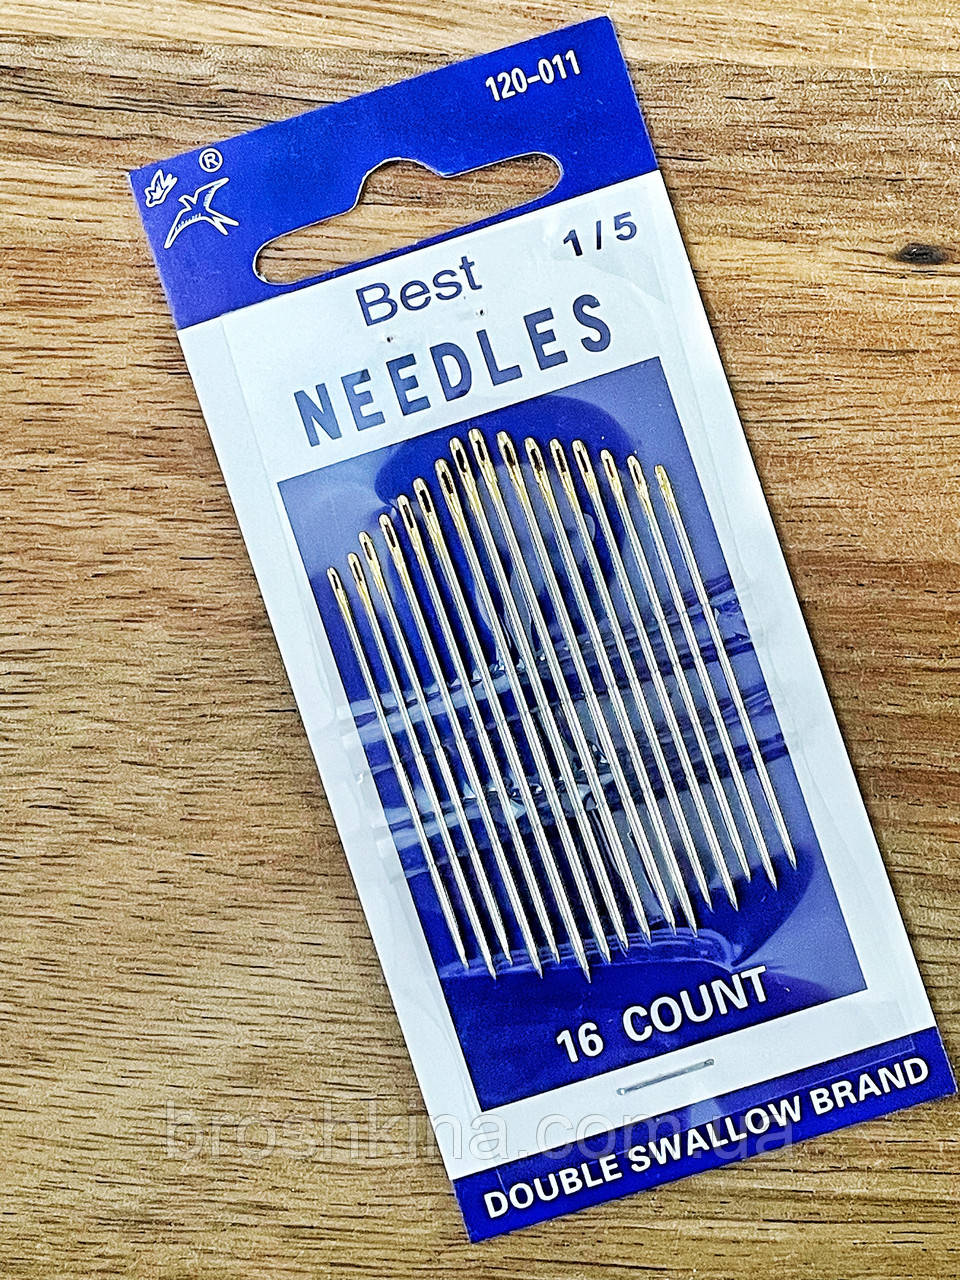 120-011
®
Best 1/5
NEEDLES
16 COUNT
DOUBLE SWALLOW BRAND
broshkina.com.ua